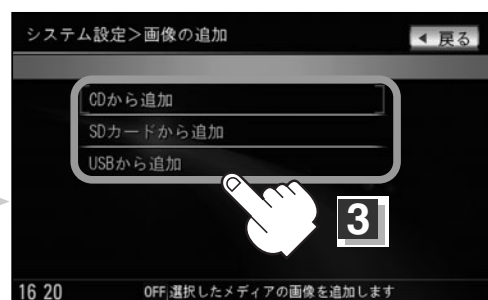 システム設定＞画像の追加
◀ 戻る
CDから追加
SDカードから追加
USBから追加
3
16 20 OFF 選択したメディアの画像を追加します